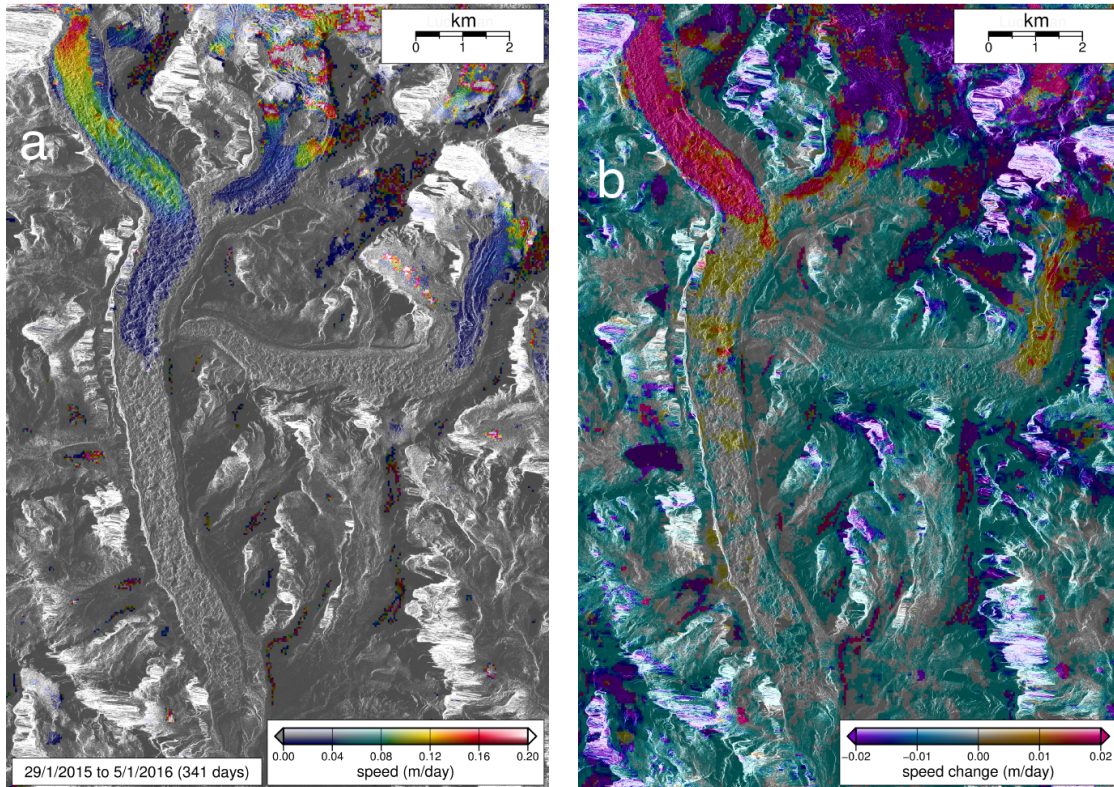 km
0 1 2
a
29/1/2015 to 5/1/2016 (341 days)
0.00 0.04 0.08 0.12 0.16 0.20
speed (m/day)
km
0 1 2
b
−0.02 −0.01 0.00 0.01 0.02
speed change (m/day)